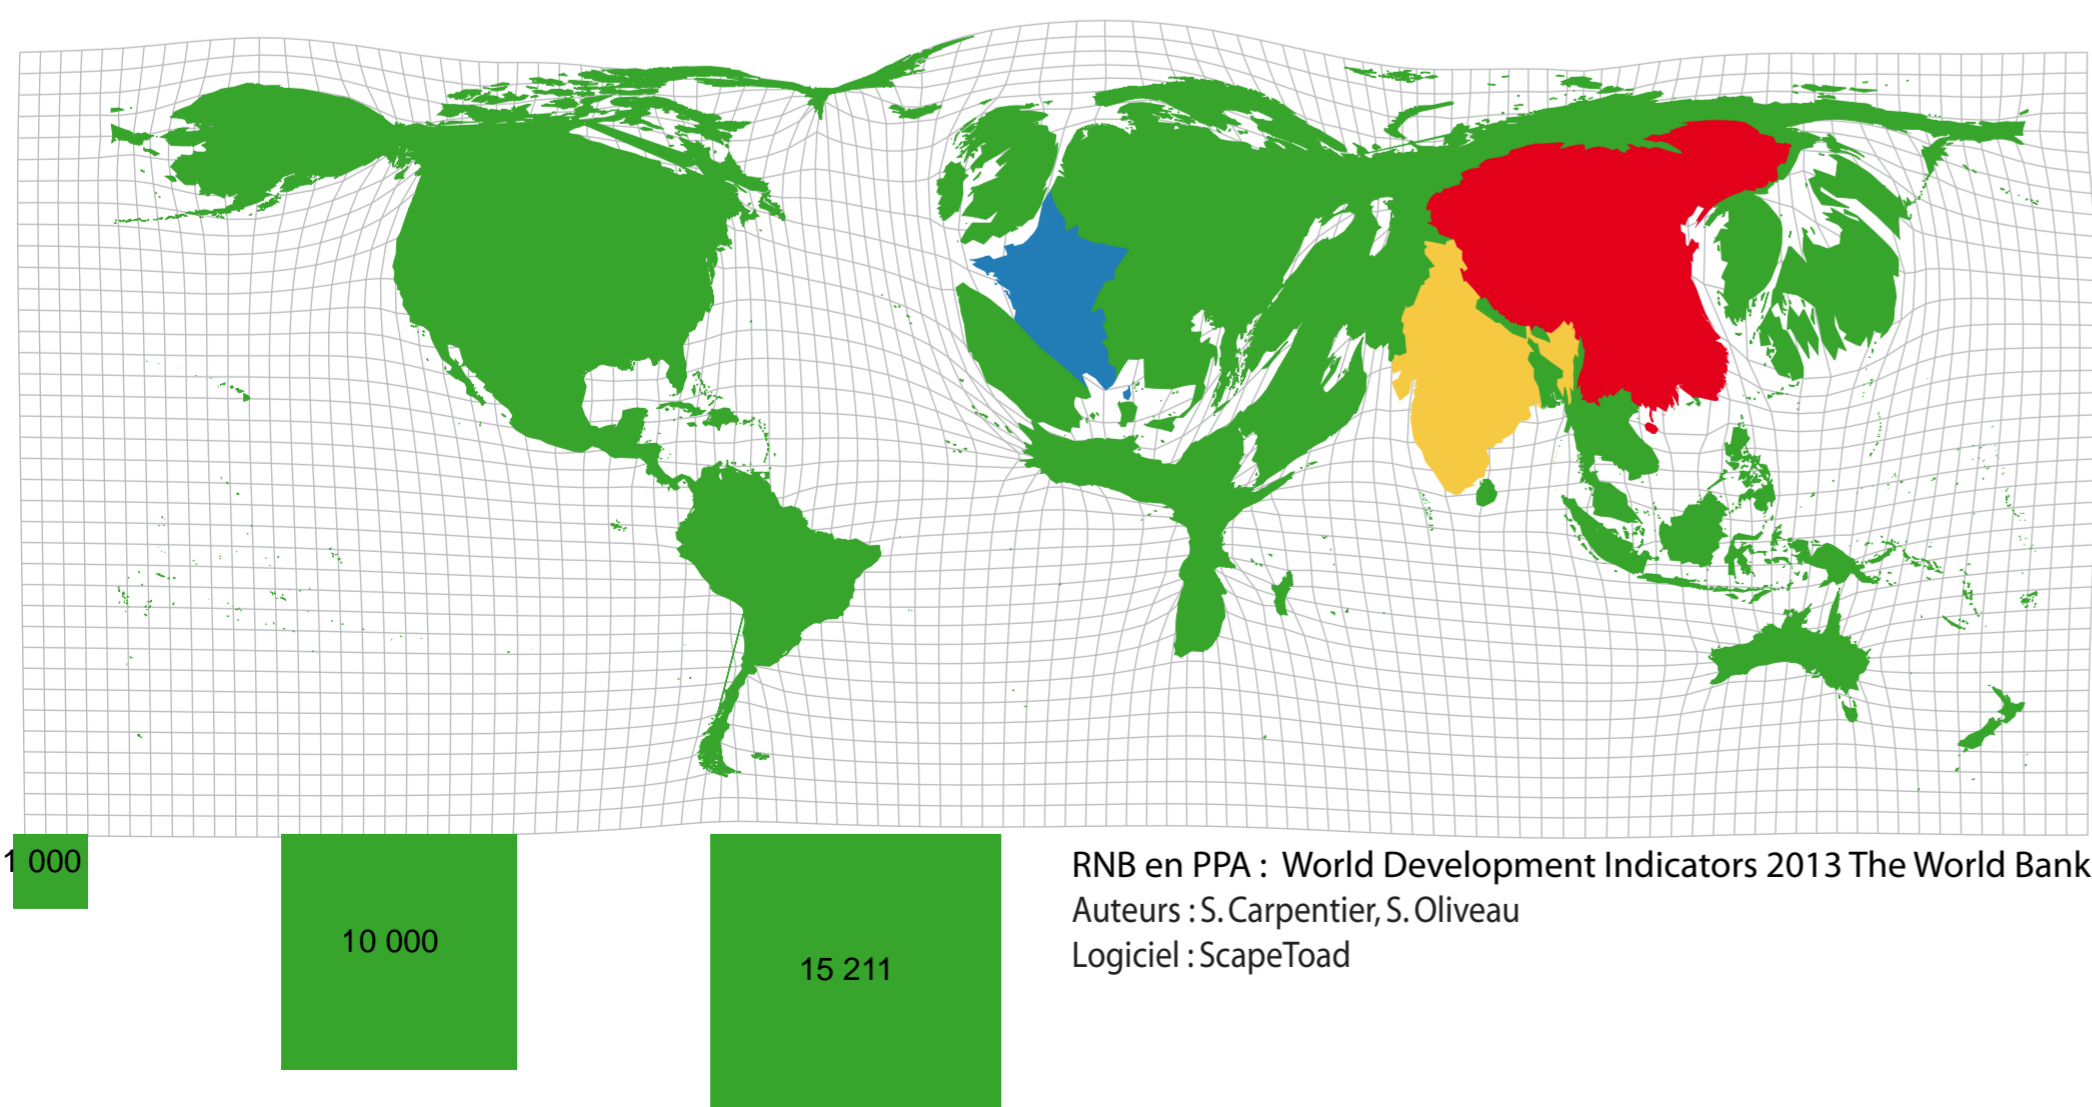 1 000
10 000
15 211
RNB en PPA : World Development Indicators 2013 The World Bank
Auteurs : S. Carpentier, S. Oliveau
Logiciel : ScapeToad